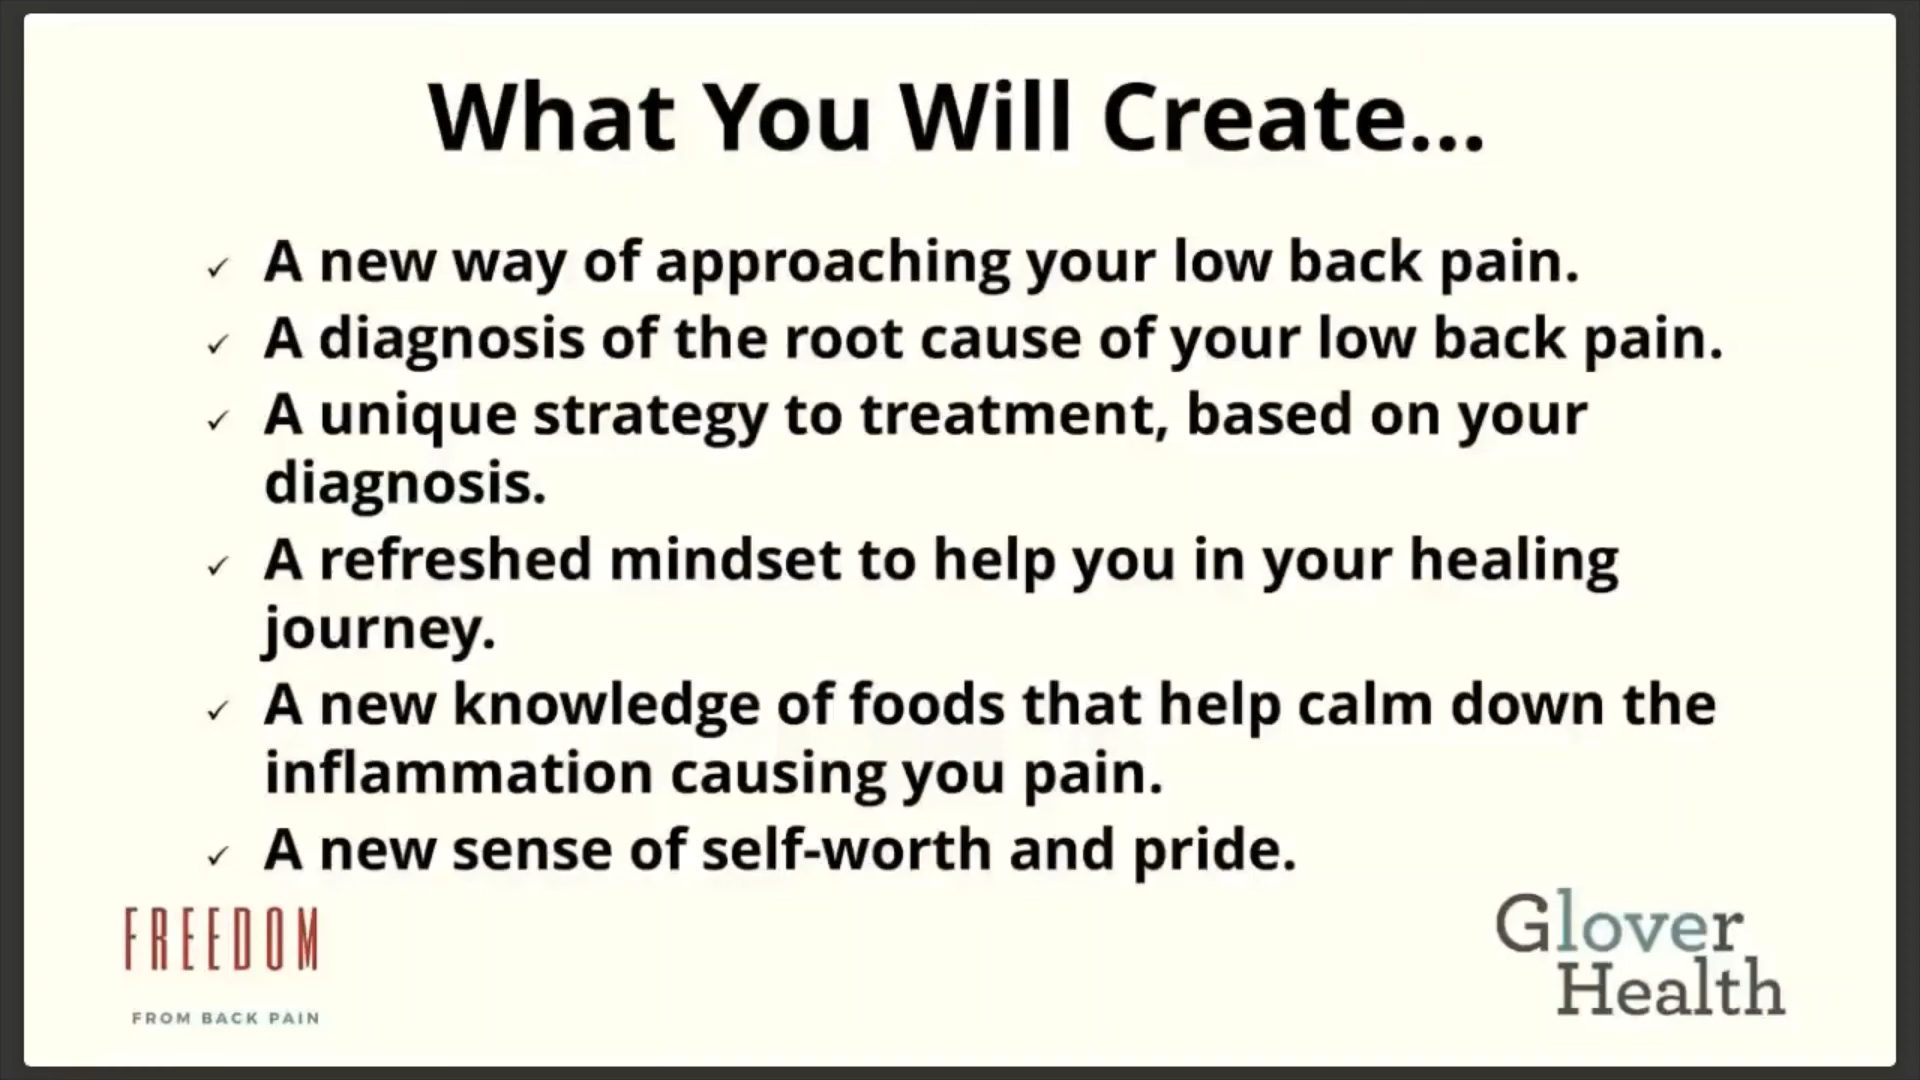 What You Will Create...
✓ A new way of approaching your low back pain.
✓ A diagnosis of the root cause of your low back pain.
✓ A unique strategy to treatment, based on your
diagnosis.
✓ A refreshed mindset to help you in your healing
journey.
✓ A new knowledge of foods that help calm down the
inflammation causing you pain.
✓ A new sense of self-worth and pride.
FREEDOM
FROM BACK PAIN
Glover
Health